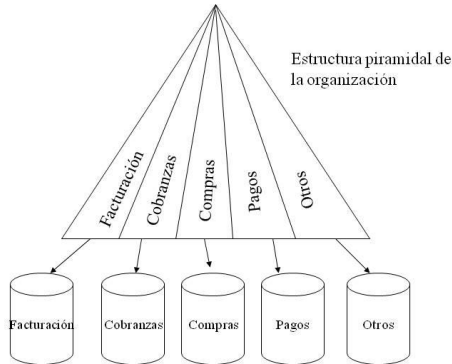 Estructura piramidal de
la organización
Facturación
Cobranzas
Compras
Pagos
Otros
Facturación
Cobranzas
Compras
Pagos
Otros